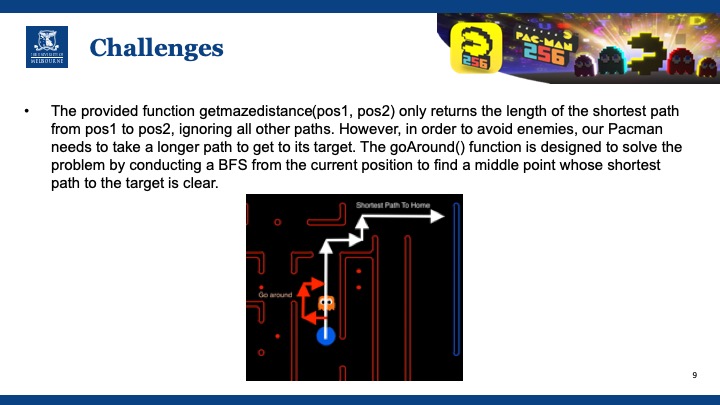 THE UNIVERSITY OF
MELBOURNE
Challenges
256
PAC-MAN
256
• The provided function getmazedistance(pos1, pos2) only returns the length of the shortest path
from pos1 to pos2, ignoring all other paths. However, in order to avoid enemies, our Pacman
needs to take a longer path to get to its target. The goAround() function is designed to solve the
problem by conducting a BFS from the current position to find a middle point whose shortest
path to the target is clear.
Shortest Path To Home
Go around
9